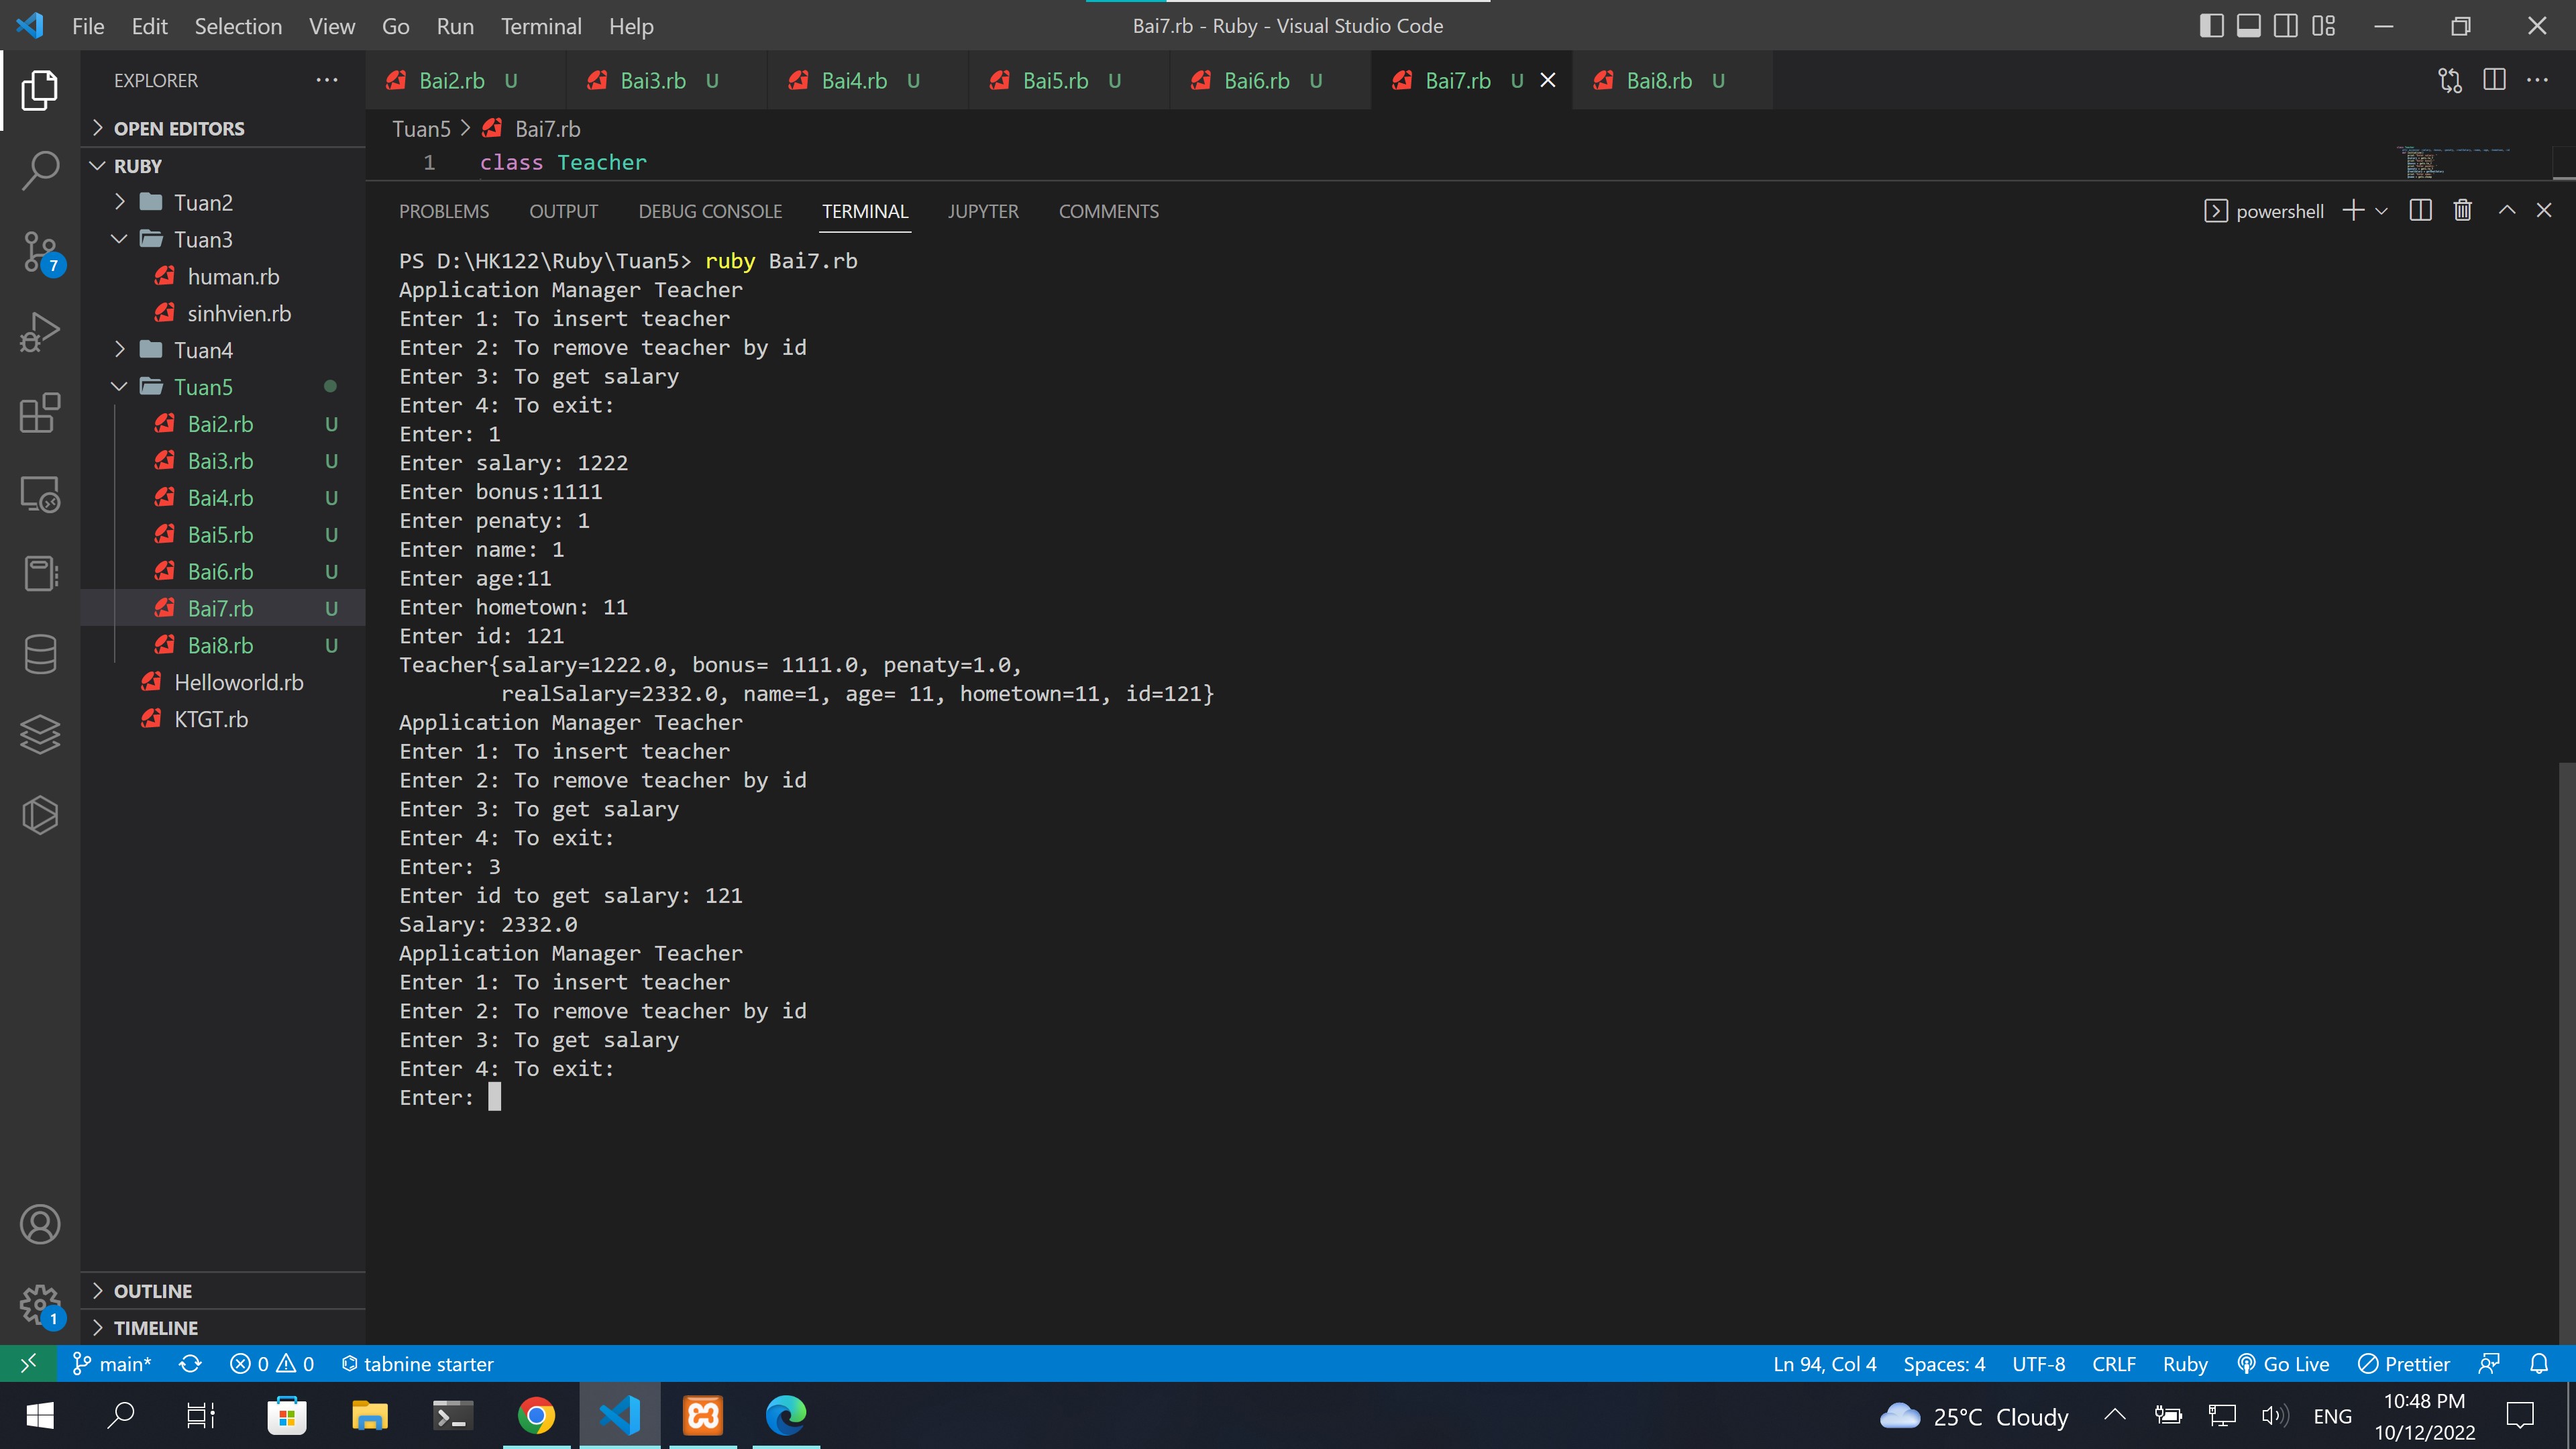 File Edit Selection View Go Run Terminal Help
Bai7.rb - Ruby - Visual Studio Code
EXPLORER
Bai2.rb U
Bai3.rb U
Bai4.rb U
Bai5.rb U
Bai6.rb U
Bai7.rb U
Bai8.rb U
OPEN EDITORS
RUBY
Tuan2
Tuan3
human.rb
sinhvien.rb
Tuan4
Tuan5
Bai2.rb U
Bai3.rb U
Bai4.rb U
Bai5.rb U
Bai6.rb U
Bai7.rb U
Bai8.rb U
Helloworld.rb
KTGT.rb
OUTLINE
TIMELINE
7
1
Tuan5 > Bai7.rb
1 class Teacher
PROBLEMS OUTPUT DEBUG CONSOLE TERMINAL JUPYTER COMMENTS
powershell
PS D:\HK122\Ruby\Tuan5> ruby Bai7.rb
Application Manager Teacher
Enter 1: To insert teacher
Enter 2: To remove teacher by id
Enter 3: To get salary
Enter 4: To exit:
Enter: 1
Enter salary: 1222
Enter bonus:1111
Enter penaty: 1
Enter name: 1
Enter age:11
Enter hometown: 11
Enter id: 121
Teacher{salary=1222.0, bonus= 1111.0, penaty=1.0,
realSalary=2332.0, name=1, age= 11, hometown=11, id=121}
Application Manager Teacher
Enter 1: To insert teacher
Enter 2: To remove teacher by id
Enter 3: To get salary
Enter 4: To exit:
Enter: 3
Enter id to get salary: 121
Salary: 2332.0
Application Manager Teacher
Enter 1: To insert teacher
Enter 2: To remove teacher by id
Enter 3: To get salary
Enter 4: To exit:
Enter:
main* 0 0 tabnine starter
Ln 94, Col 4 Spaces: 4 UTF-8 CRLF Ruby Go Live Prettier
25°C Cloudy ENG
10:48 PM
10/12/2022